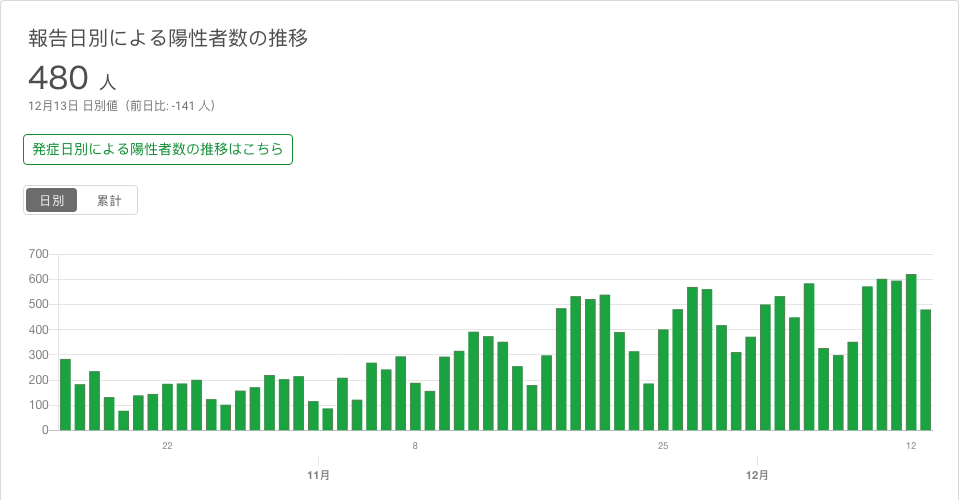 報告日別による陽性者数の推移
480 人
12月13日 日別値（前日比: -141 人）
発症日別による陽性者数の推移はこちら
日別 累計
700
600
500
400
300
200
100
0
22 8 25 12
11月 12月